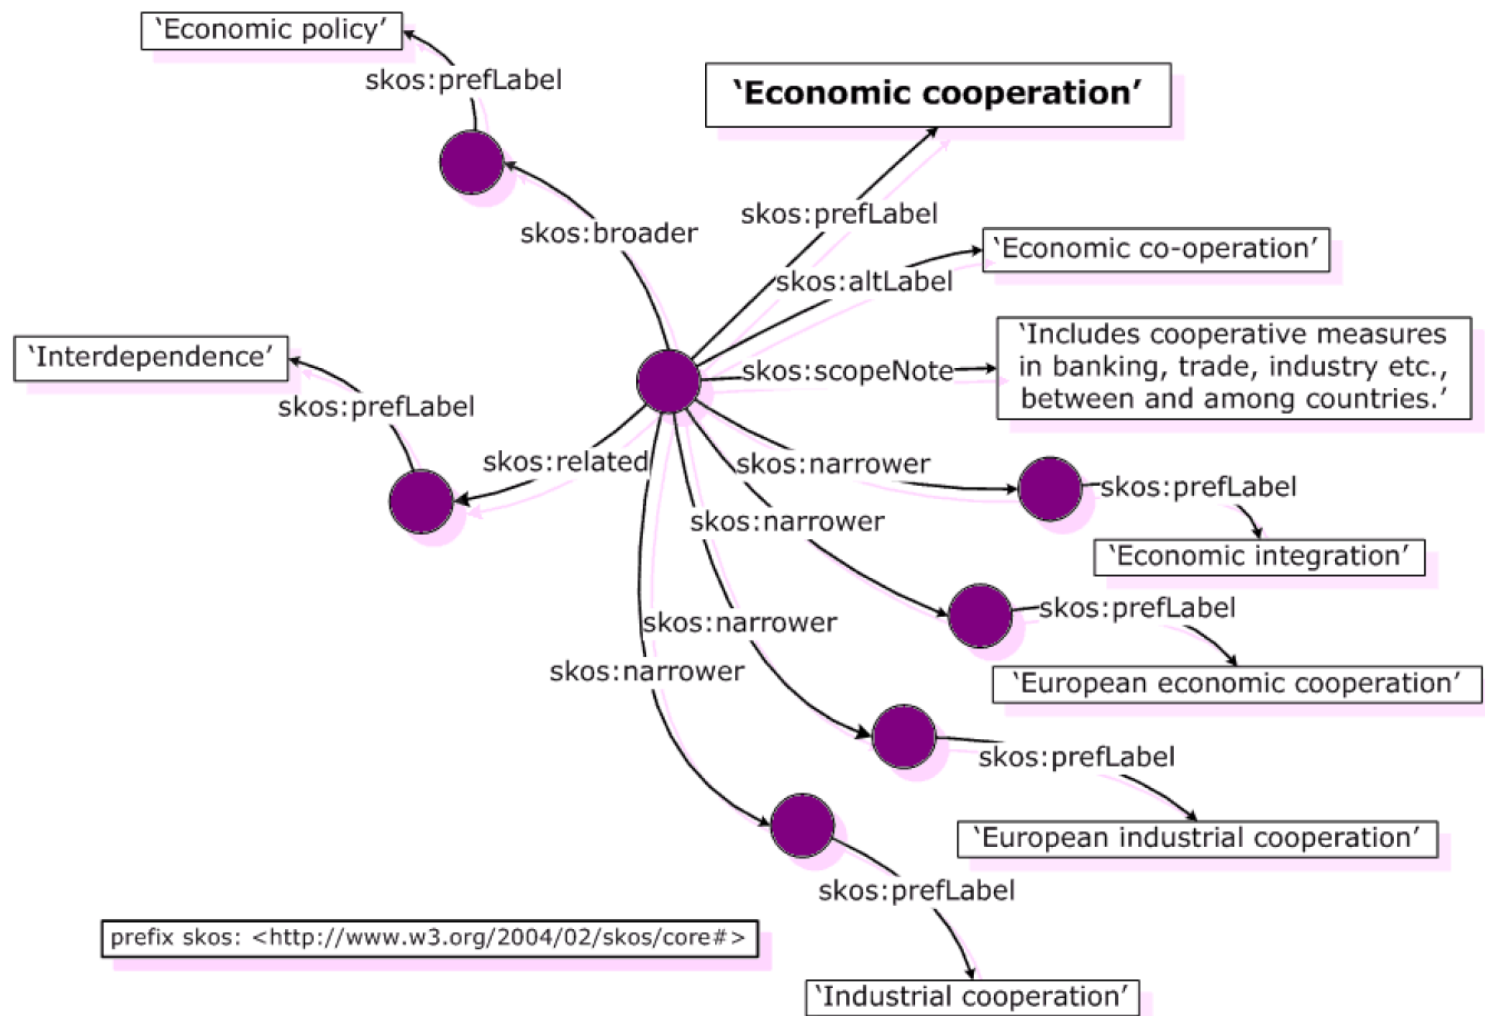 ‘Economic policy’
skos:prefLabel
‘Economic cooperation’
skos:prefLabel
skos:broader
‘Economic co-operation’
skos:altLabel
‘Includes cooperative measures
in banking, trade, industry etc.,
between and among countries.’
skos:scopeNote
‘Interdependence’
skos:prefLabel
skos:related
skos:narrower
skos:prefLabel
‘Economic integration’
skos:narrower
skos:prefLabel
‘European economic cooperation’
skos:narrower
skos:prefLabel
‘European industrial cooperation’
skos:narrower
skos:prefLabel
‘Industrial cooperation’
prefix skos: <http://www.w3.org/2004/02/skos/core#>